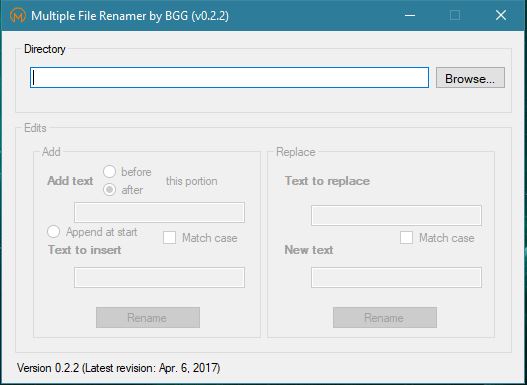 Multiple File Renamer by BGG (v0.2.2)
Directory
Browse...
Edits
Add
Add text before after this portion
Append at start
Match case
Text to insert
Rename
Replace
Text to replace
Match case
New text
Rename
Version 0.2.2 (Latest revision: Apr. 6, 2017)